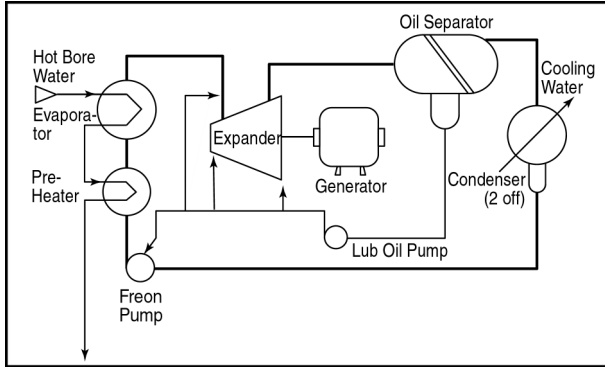 Oil Separator
Hot Bore
Water
Cooling
Water
Evapora-
tor
Expander
Pre-
Heater
Generator
Condenser
(2 off)
Lub Oil Pump
Freon
Pump